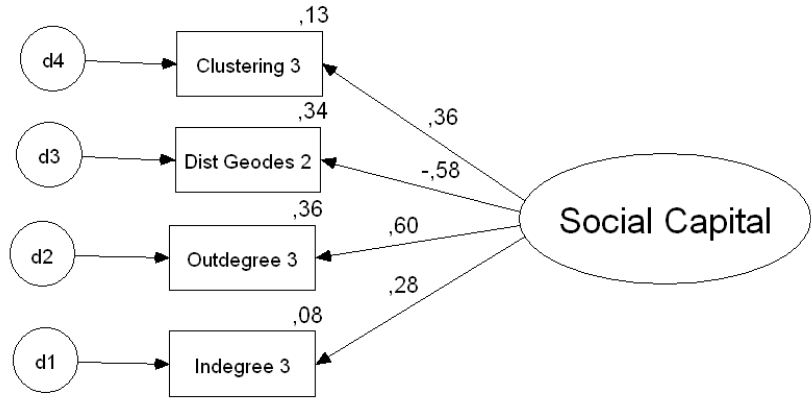 ,13
d4
Clustering 3
,36
,34
d3
Dist Geodes 2
-,58
,36
Social Capital
d2
Outdegree 3
,60
,08
,28
d1
Indegree 3